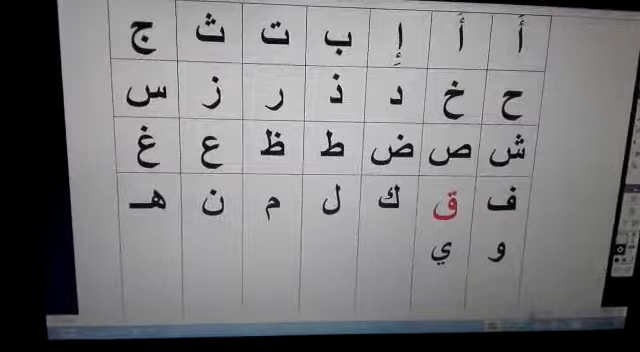 أَ أَ إِ ب ت ث ج
ح خ د ذ ر ز س
ش ص ض ط ظ ع غ
ف ق ك ل م ن هـ
و ي